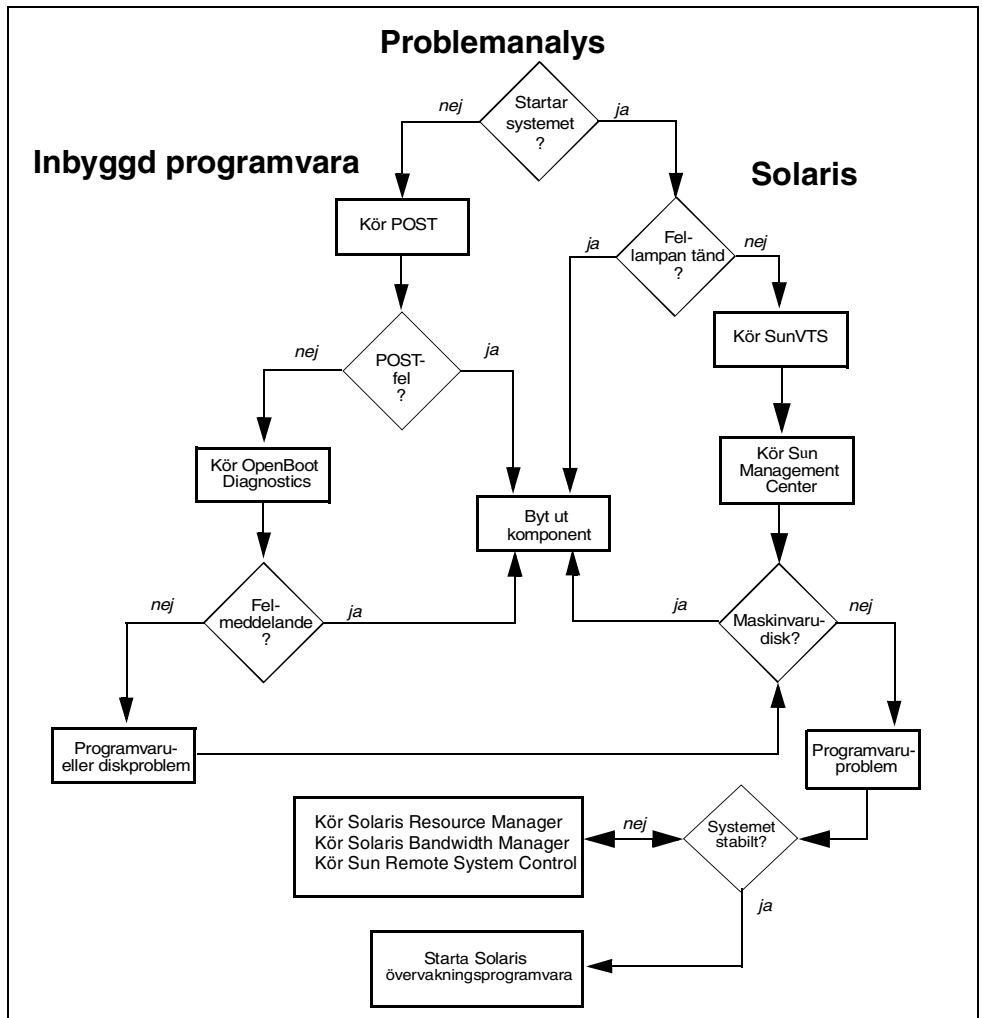 Problemanalys
Startar
systemet
?
nej
ja
Inbyggd programvara
Solaris
Kör POST
Fel-
lampan tänd
?
ja
nej
Kör SunVTS
POST-
fel
?
nej
ja
Kör OpenBoot
Diagnostics
Kör Sun
Management
Center
Byt ut
komponent
Fel-
meddelande
?
nej
ja
Maskinvaru-
disk?
ja
nej
Programvaru-
eller diskproblem
Programvaru-
problem
Kör Solaris Resource Manager
Kör Solaris Bandwidth Manager
Kör Sun Remote System Control
nej
Systemet
stabilt?
ja
Starta Solaris
övervakningsprogramvara